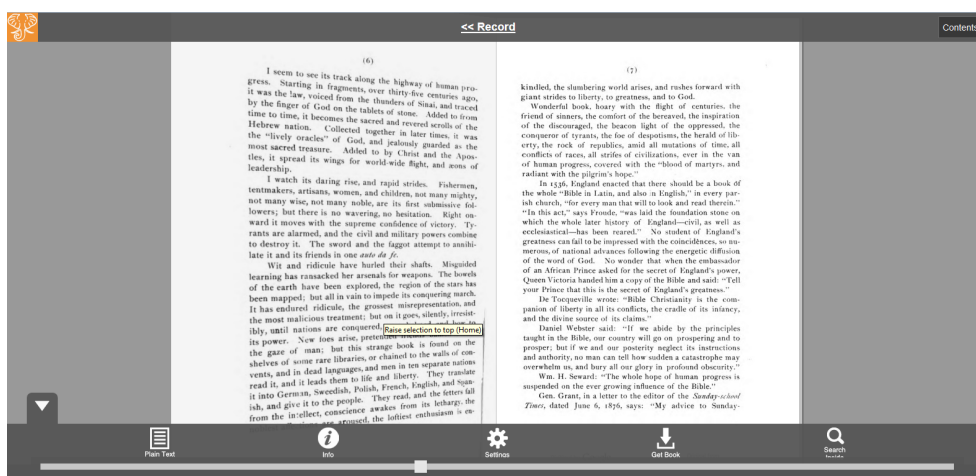 << Record
Contents
(6)
I seem to see its track along the highway of human pro-
gress. Starting in fragments, over thirty-five centuries ago,
it was the law, voiced from the thunders of Sinai, and traced
by the finger of God on the tablets of stone. Added to from
time to time, it becomes the sacred and revered scrolls of the
Hebrew nation. Collected together in later times, it was
the "lively oracles" of God, and jealously guarded as the
most sacred treasure. Added to by Christ and the Apos-
tles, it spread its wings for world-wide flight, and æons of
leadership.
I watch its daring rise, and rapid strides. Fishermen,
tentmakers, artisans, women, and children, not many mighty,
not many wise, not many noble, are its first submissive fol-
lowers; but there is no wavering, no hesitation. Right on-
ward it moves with the supreme confidence of victory. Ty-
rants are alarmed, and the civil and military powers combine
to destroy it. The sword and the faggot attempt to annihi-
late it and its friends in one auto da fe.
Wit and ridicule have hurled their shafts. Misguided
learning has ransacked her arsenals for weapons. The bowels
of the earth have been explored, the region of the stars has
been mapped; but all in vain to impede its conquering march.
It has endured ridicule, the grossest misrepresentation, and
the most malicious treatment; but on it goes, silently, irresist-
ibly, until nations are conquered,
Raise selection to top (Home)
its power. New foes arise, pretended
the gaze of man; but this strange book is found on the
shelves of some rare libraries, or chained to the walls of con-
vents, and in dead languages, and men in ten separate nations
read it, and it leads them to life and liberty. They translate
it into German, Swedish, Polish, French, English, and Span-
ish, and give it to the people. They read, and the fetters fall
from the intellect, conscience awakes from its lethargy, the
are aroused, the loftiest enthusiasm is en-
(7)
kindled, the slumbering world arises, and rushes forward with
giant strides to liberty, to greatness, and to God.
Wonderful book, hoary with the flight of centuries, the
friend of sinners, the comfort of the bereaved, the inspiration
of the discouraged, the beacon light of the oppressed, the
conqueror of tyrants, the foe of despotisms, the herald of lib-
erty, the rock of republics, amid all mutations of time, all
conflicts of races, all strifes of civilizations, ever in the van
of human progress, covered with the "blood of martyrs, and
radiant with the pilgrim's hope."
In 1536, England enacted that there should be a book of
the whole "Bible in Latin, and also in English," in every par-
ish church, "for every man that will to look and read therein."
"In this act," says Froude, "was laid the foundation stone on
which the whole later history of England—civil, as well as
ecclesiastical—has been reared." No student of England's
greatness can fail to be impressed with the coincidences, so nu-
merous, of national advances following the energetic diffusion
of the word of God. No wonder that when the embassador
of an African Prince asked for the secret of England's power,
Queen Victoria handed him a copy of the Bible and said: "Tell
your Prince that this is the secret of England's greatness."
De Tocqueville wrote: "Bible Christianity is the com-
panion of liberty in all its conflicts, the cradle of its infancy,
and the divine source of its claims."
Daniel Webster said: "If we abide by the principles
taught in the Bible, our country will go on prospering and to
prosper; but if we and our posterity neglect its instructions
and authority, no man can tell how sudden a catastrophe may
overwhelm us, and bury all our glory in profound obscurity."
Wm. H. Seward: "The whole hope of human progress is
suspended on the ever growing influence of the Bible."
Gen. Grant, in a letter to the editor of the Sunday-school
Times, dated June 6, 1876, says: "My advice to Sunday-
Plain Text
Info
Settings
Get Book
Search
Inside